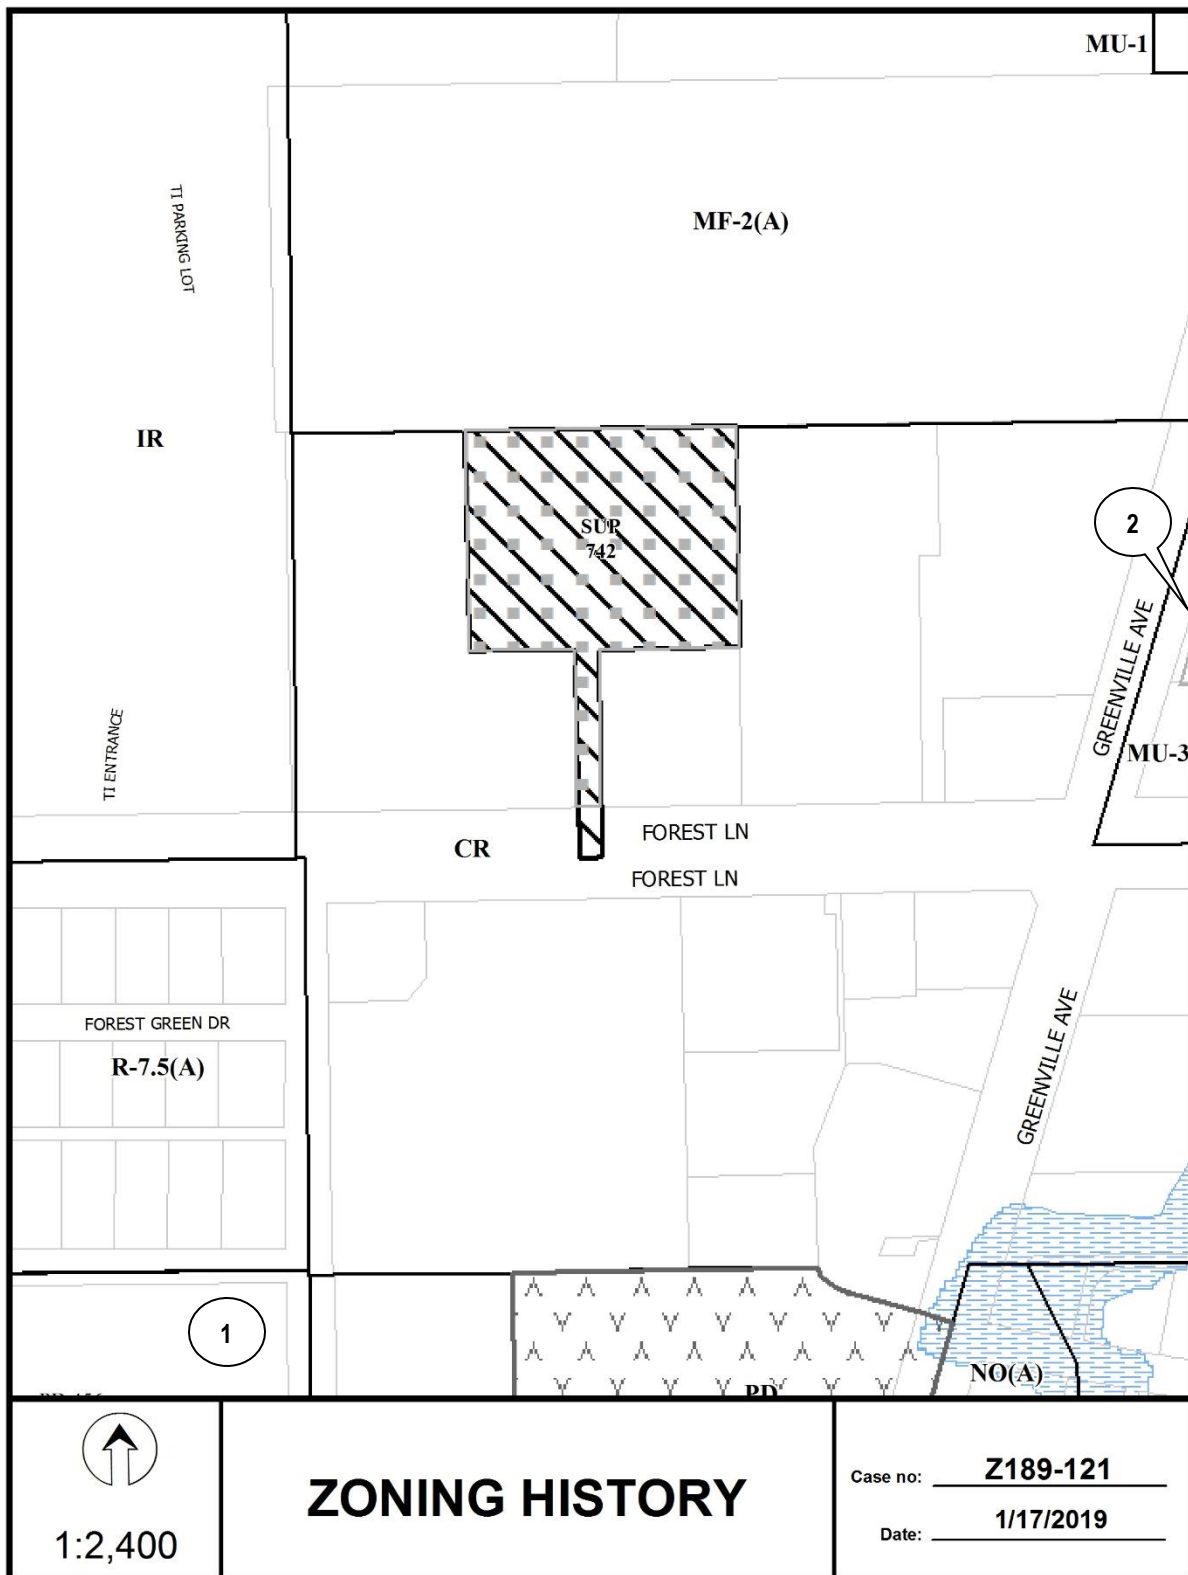 MU-1
TI PARKING LOT
MF-2(A)
IR
SUP
742
2
GREENVILLE AVE
TI ENTRANCE
MU-3
FOREST LN
CR
FOREST LN
FOREST GREEN DR
R-7.5(A)
GREENVILLE AVE
1
NO(A)
PD
1:2,400
ZONING HISTORY
Case no: Z189-121
Date: 1/17/2019